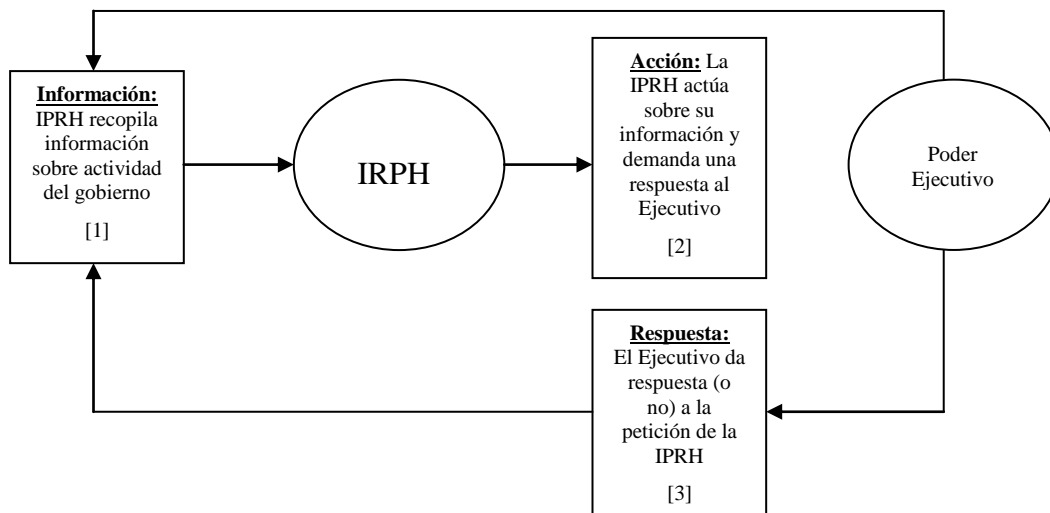 Información:
IPRH recopila
información
sobre actividad
del gobierno
[1]
IRPH
Acción: La
IPRH actúa
sobre su
información y
demanda una
respuesta al
Ejecutivo
[2]
Poder
Ejecutivo
Respuesta:
El Ejecutivo da
respuesta (o
no) a la
petición de la
IPRH
[3]